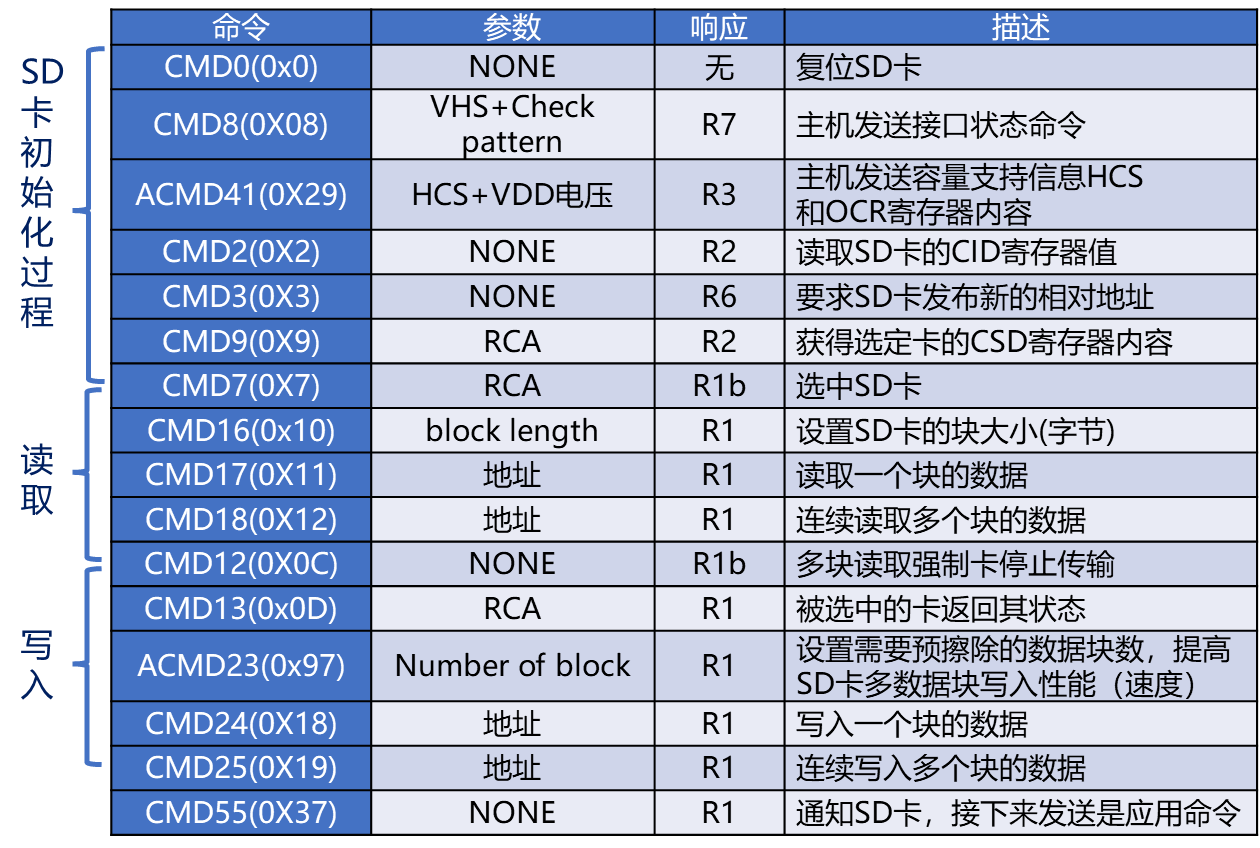 命令 参数 响应 描述
SD
卡
初
始
化
过
程
CMD0(0x0) NONE 无 复位SD卡
CMD8(0X08) VHS+Check
pattern R7 主机发送接口状态命令
ACMD41(0X29) HCS+VDD电压 R3 主机发送容量支持信息HCS
和OCR寄存器内容
CMD2(0X2) NONE R2 读取SD卡的CID寄存器值
CMD3(0X3) NONE R6 要求SD卡发布新的相对地址
CMD9(0X9) RCA R2 获得选定卡的CSD寄存器内容
CMD7(0X7) RCA R1b 选中SD卡
读
取
CMD16(0x10) block length R1 设置SD卡的块大小(字节)
CMD17(0X11) 地址 R1 读取一个块的数据
CMD18(0X12) 地址 R1 连续读取多个块的数据
CMD12(0X0C) NONE R1b 多块读取强制卡停止传输
写
入
CMD13(0x0D) RCA R1 被选中的卡返回其状态
ACMD23(0x97) Number of block R1 设置需要预擦除的数据块数，提高
SD卡多数据块写入性能（速度）
CMD24(0X18) 地址 R1 写入一个块的数据
CMD25(0X19) 地址 R1 连续写入多个块的数据
CMD55(0X37) NONE R1 通知SD卡，接下来发送是应用命令